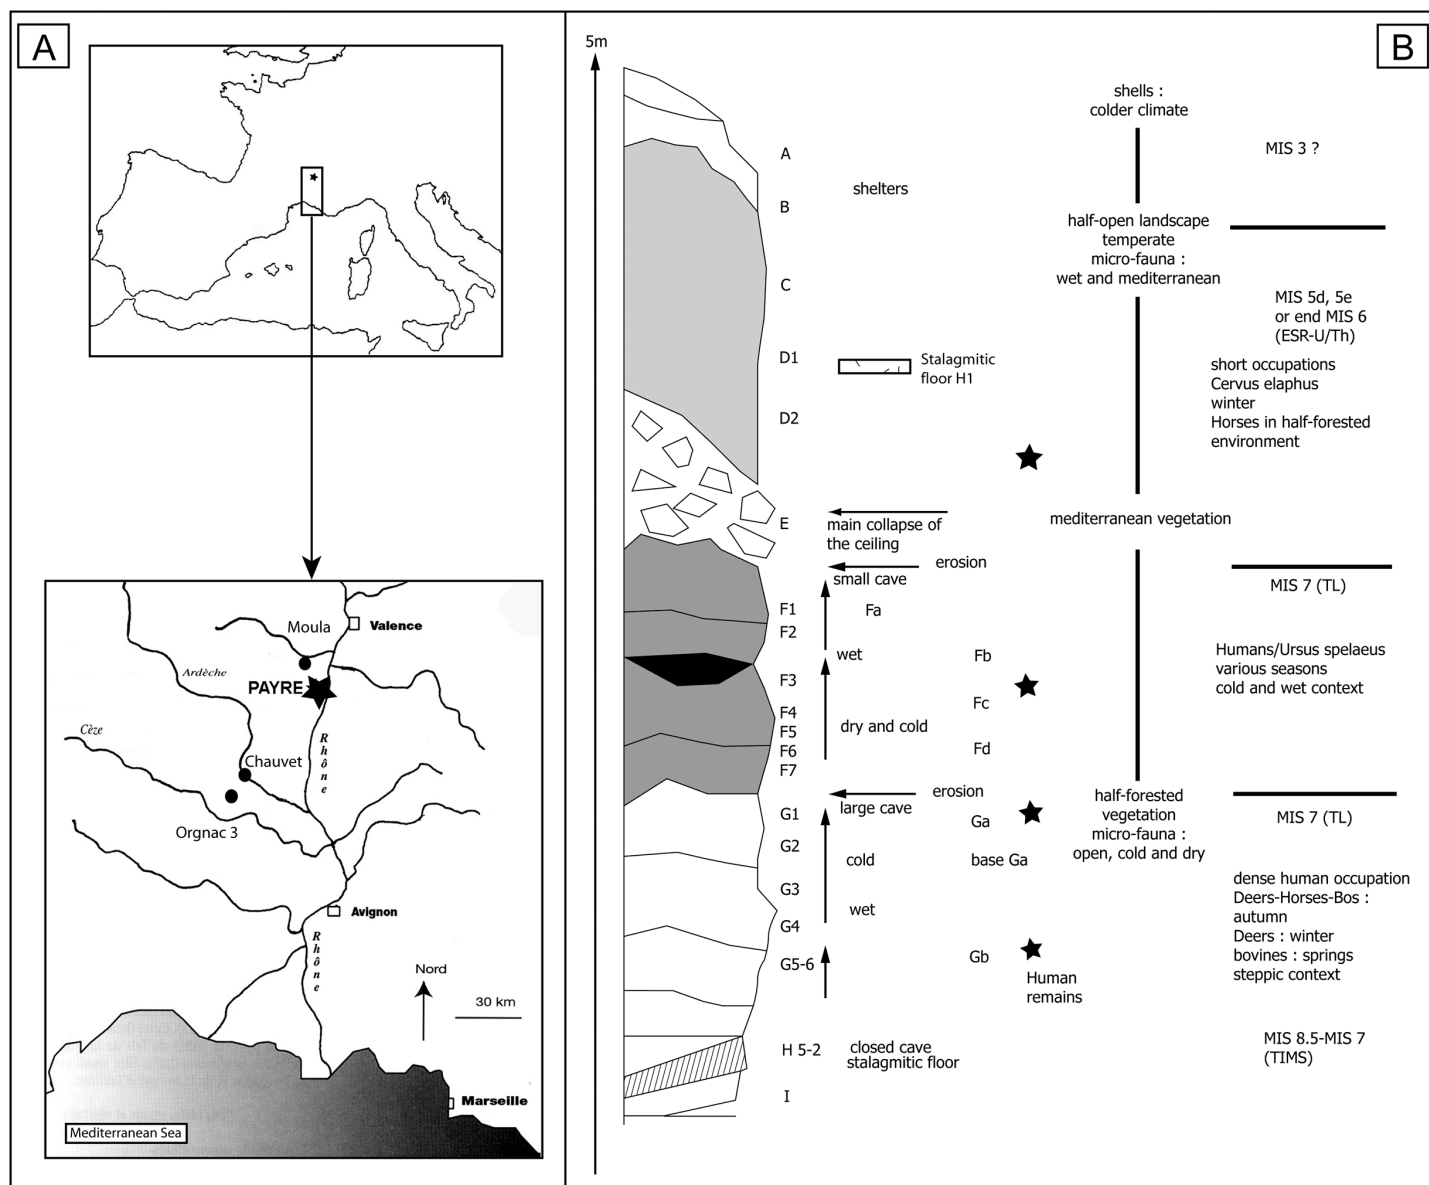 A
Moula
Valence
Ardèche
PAYRE
Cèze
Rhône
Chauvet
Orgnac 3
Avignon
Rhône
Nord
30 km
Marseille
Mediterranean Sea
B
5m
A
B
C
D1
D2
E
F1
F2
F3
F4
F5
F6
F7
G1
G2
G3
G4
G5-6
H 5-2
I
shelters
Stalagmitic
floor H1
main collapse of
the ceiling
erosion
small cave
Fa
wet
Fb
Fc
dry and cold
Fd
erosion
large cave
Ga
cold
base Ga
wet
Gb
Human
remains
closed cave
stalagmitic floor
shells :
colder climate
half-open landscape
temperate
micro-fauna :
wet and mediterranean
mediterranean vegetation
half-forested
vegetation
micro-fauna :
open, cold and dry
MIS 3 ?
MIS 5d, 5e
or end MIS 6
(ESR-U/Th)
short occupations
Cervus elaphus
winter
Horses in half-forested
environment
MIS 7 (TL)
Humans/Ursus spelaeus
various seasons
cold and wet context
MIS 7 (TL)
dense human occupation
Deers-Horses-Bos :
autumn
Deers : winter
bovines : springs
steppic context
MIS 8.5-MIS 7
(TIMS)